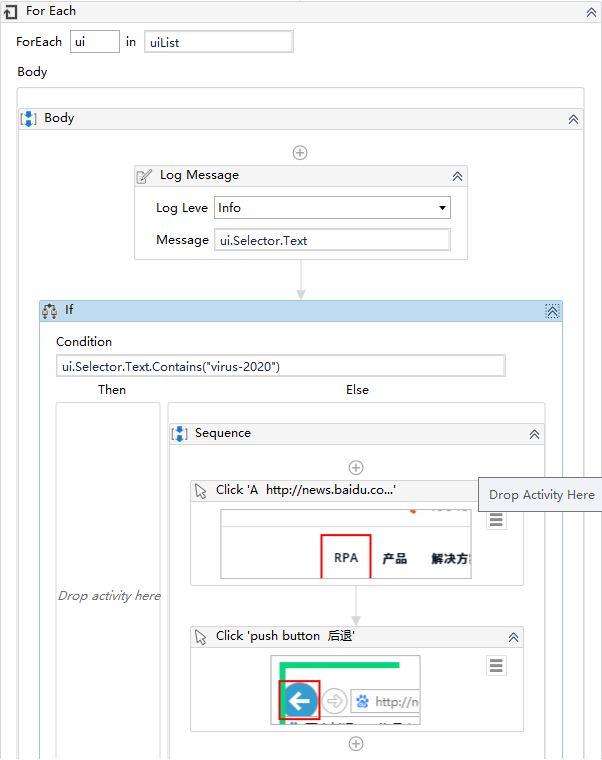 For Each
ForEach ui in uiList
Body
Body
Log Message
Log Leve Info
Message ui.Selector.Text
If
Condition
ui.Selector.Text.Contains("virus-2020")
Then Else
Sequence
Click 'A http://news.baidu.co...'
Drop Activity Here
RPA 产品 解决方
Drop activity here
Click 'push button 后退'
http://n